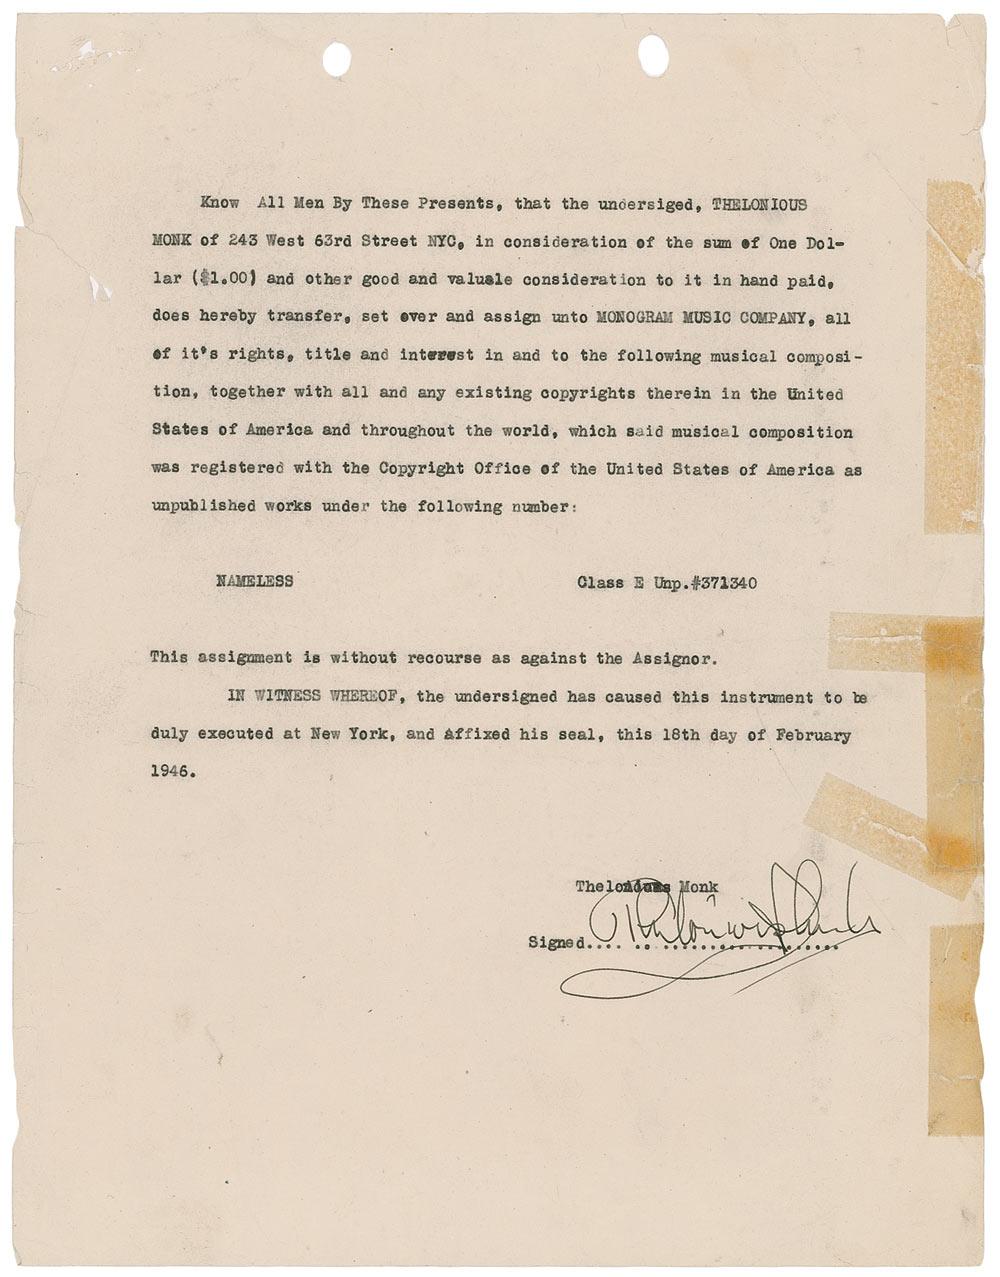 Know All Men By These Presents, that the undersiged, THELONIOUS
MONK of 243 West 63rd Street NYC, in consideration of the sum of One Dol-
lar ($1.00) and other good and valuale consideration to it in hand paid,
does hereby transfer, set over and assign unto MONOGRAM MUSIC COMPANY, all
of it's rights, title and interest in and to the following musical composi-
tion, together with all and any existing copyrights therein in the United
States of America and throughout the world, which said musical composition
was registered with the Copyright Office of the United States of America as
unpublished works under the following number:
NAMELESS Class E Unp.#371340
This assignment is without recourse as against the Assignor.
IN WITNESS WHEREOF, the undersigned has caused this instrument to be
duly executed at New York, and Affixed his seal, this 18th day of February
1946.
Thelonious Monk
Signed.... Thelonious Monk